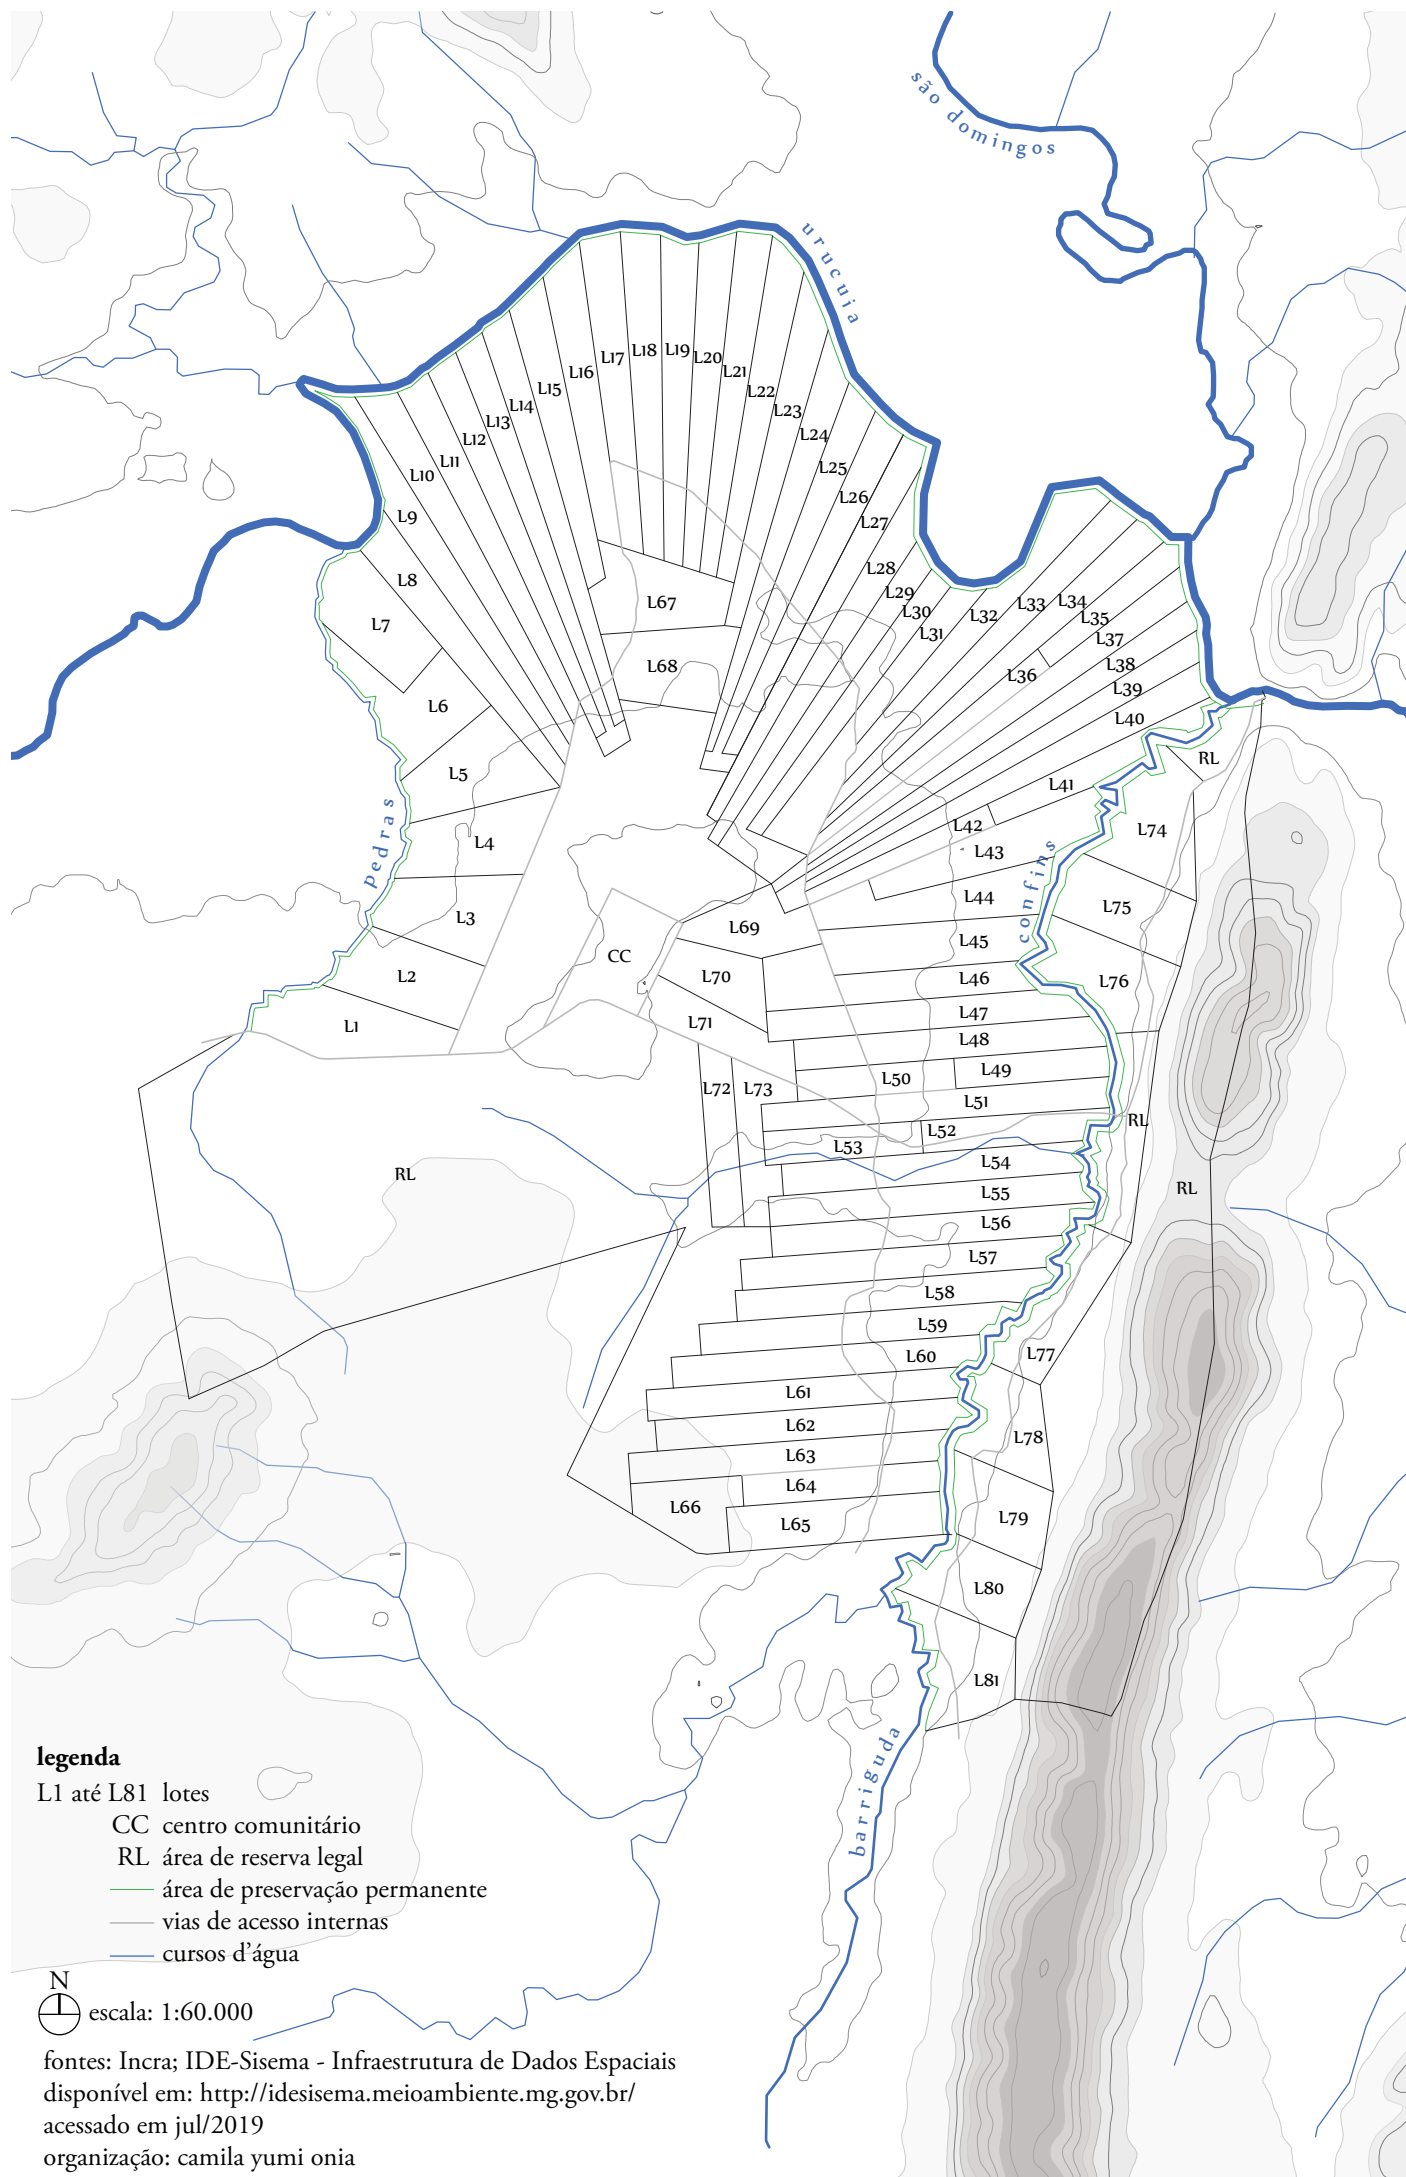 são domingos
urucuia
L17
L18
L19
L20
L21
L16
L15
L22
L14
L23
L13
L24
L12
L11
L25
L10
L26
L9
L27
L8
L28
L29
L67
L33
L34
L30
L32
L35
L7
L31
L37
L68
L38
L36
L39
L6
L40
RL
L5
L41
pedras
L42
L74
L4
confins
L43
L44
L75
L3
L69
L45
CC
L2
L70
L46
L76
L1
L71
L47
L48
L49
L50
L72
L73
L51
RL
L52
L53
L54
RL
RL
L55
L56
L57
L58
L59
L77
L60
L61
L62
L78
L63
L64
L66
L79
L65
L80
L81
barriguda
legenda
L1 até L81 lotes
CC centro comunitário
RL área de reserva legal
área de preservação permanente
vias de acesso internas
cursos d'água
N
escala: 1:60.000
fontes: Incra; IDE-Sisema - Infraestrutura de Dados Espaciais
disponível em: http://idesisema.meioambiente.mg.gov.br/
acessado em jul/2019
organização: camila yumi onia